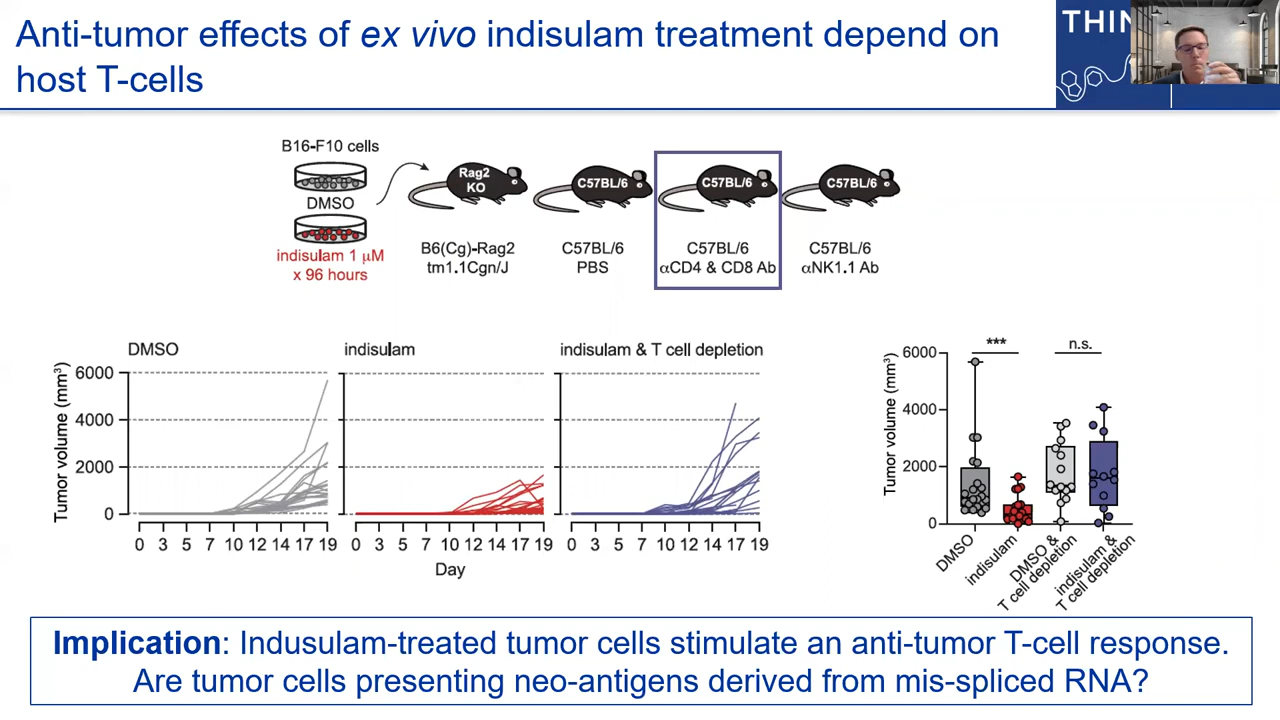 Anti-tumor effects of ex vivo indisulam treatment depend on
host T-cells
THIN
B16-F10 cells
DMSO
indisulam 1 µM
x 96 hours
Rag2
KO
C57BL/6
C57BL/6
C57BL/6
B6(Cg)-Rag2
tm1.1Cgn/J
C57BL/6
PBS
C57BL/6
αCD4 & CD8 Ab
C57BL/6
αNK1.1 Ab
DMSO
indisulam
indisulam & T cell depletion
Tumor volume (mm³)
6000
4000
2000
0
0 3 5 7 10 12 14 17 19
0 3 5 7 10 12 14 17 19
0 3 5 7 10 12 14 17 19
Day
Tumor volume (mm³)
6000
4000
2000
0
***
n.s.
DMSO
indisulam
DMSO &
T cell depletion
indisulam &
T cell depletion
Implication: Indusulam-treated tumor cells stimulate an anti-tumor T-cell response.
Are tumor cells presenting neo-antigens derived from mis-spliced RNA?